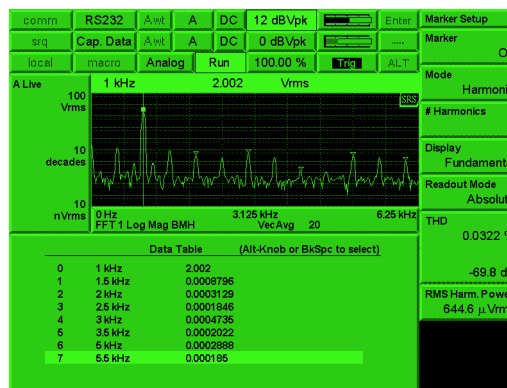 comm RS232 A.wt A DC 12 dBVpk Enter Marker Setup
srq Cap. Data A.wt A DC 0 dBVpk ----- Marker
local macro Analog Run 100.00 % Trig ALT
A Live 1 kHz 2.002 Vrms
Mode
Harmoni
100
Vrms
SRS
# Harmonics
10
decades
Display
Fundament
Readout Mode
Absolut
10
nVrms
0 Hz 3.125 kHz 6.25 kHz
FFT 1 Log Mag BMH VecAvg 20
THD
0.0322 %
-69.8 d
RMS Harm. Powe
644.6 µVrm
Data Table (Alt-Knob or BkSpc to select)
0 1 kHz 2.002
1 1.5 kHz 0.0008796
2 2 kHz 0.0003129
3 2.5 kHz 0.0001846
4 3 kHz 0.0004735
5 3.5 kHz 0.0002022
6 5 kHz 0.0002888
7 5.5 kHz 0.000185